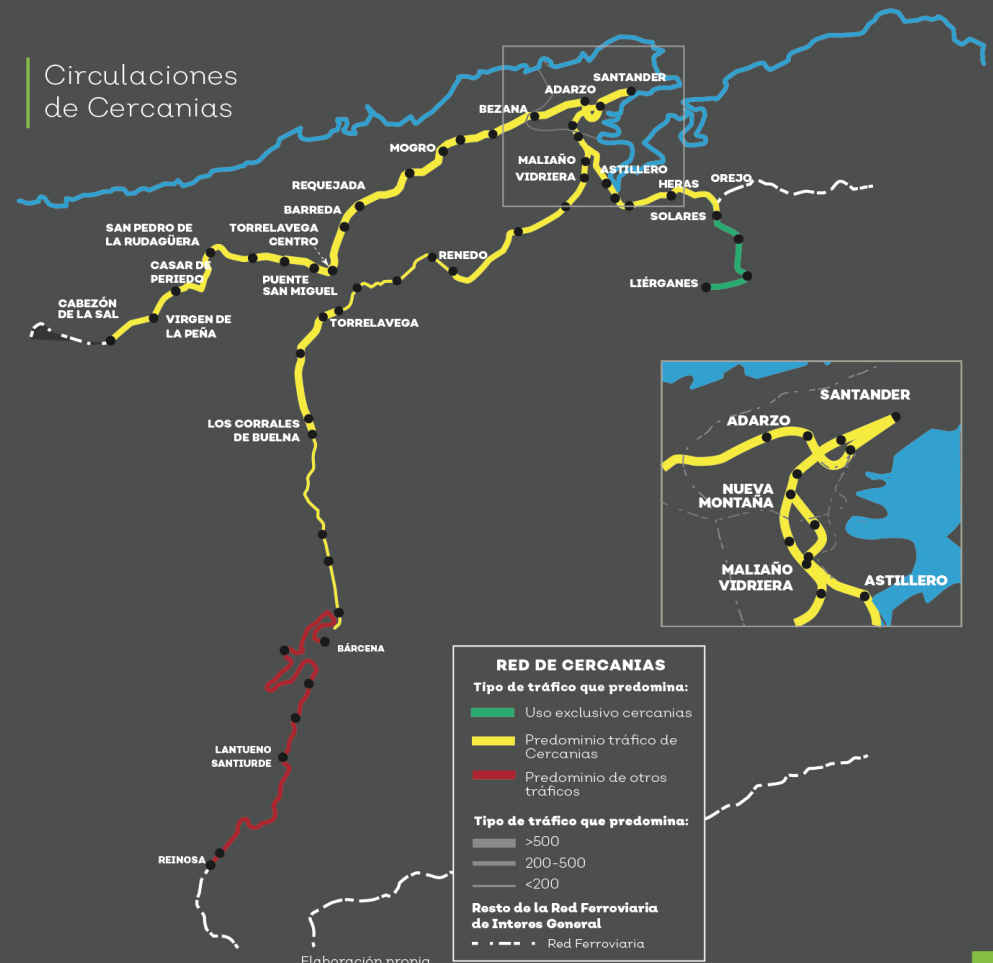 Circulaciones
de Cercanias
SANTANDER
ADARZO
BEZANA
MOGRO
MALIAÑO
VIDRIERA
ASTILLERO
HERAS
OREJO
SOLARES
LIÉRGANES
REQUEJADA
BARREDA
SAN PEDRO DE
LA RUDAGÜERA
TORRELAVEGA
CENTRO
CASAR DE
PERIEDO
PUENTE
SAN MIGUEL
RENEDO
CABEZÓN
DE LA SAL
VIRGEN DE
LA PEÑA
TORRELAVEGA
LOS CORRALES
DE BUELNA
BÁRCENA
LANTUENO
SANTIURDE
REINOSA
SANTANDER
ADARZO
NUEVA
MONTAÑA
MALIAÑO
VIDRIERA
ASTILLERO
RED DE CERCANIAS
Tipo de tráfico que predomina:
Uso exclusivo cercanias
Predominio tráfico de
Cercanias
Predominio de otros
tráficos
Tipo de tráfico que predomina:
>500
200-500
<200
Resto de la Red Ferroviaria
de Interes General
Red Ferroviaria
Elaboración propia